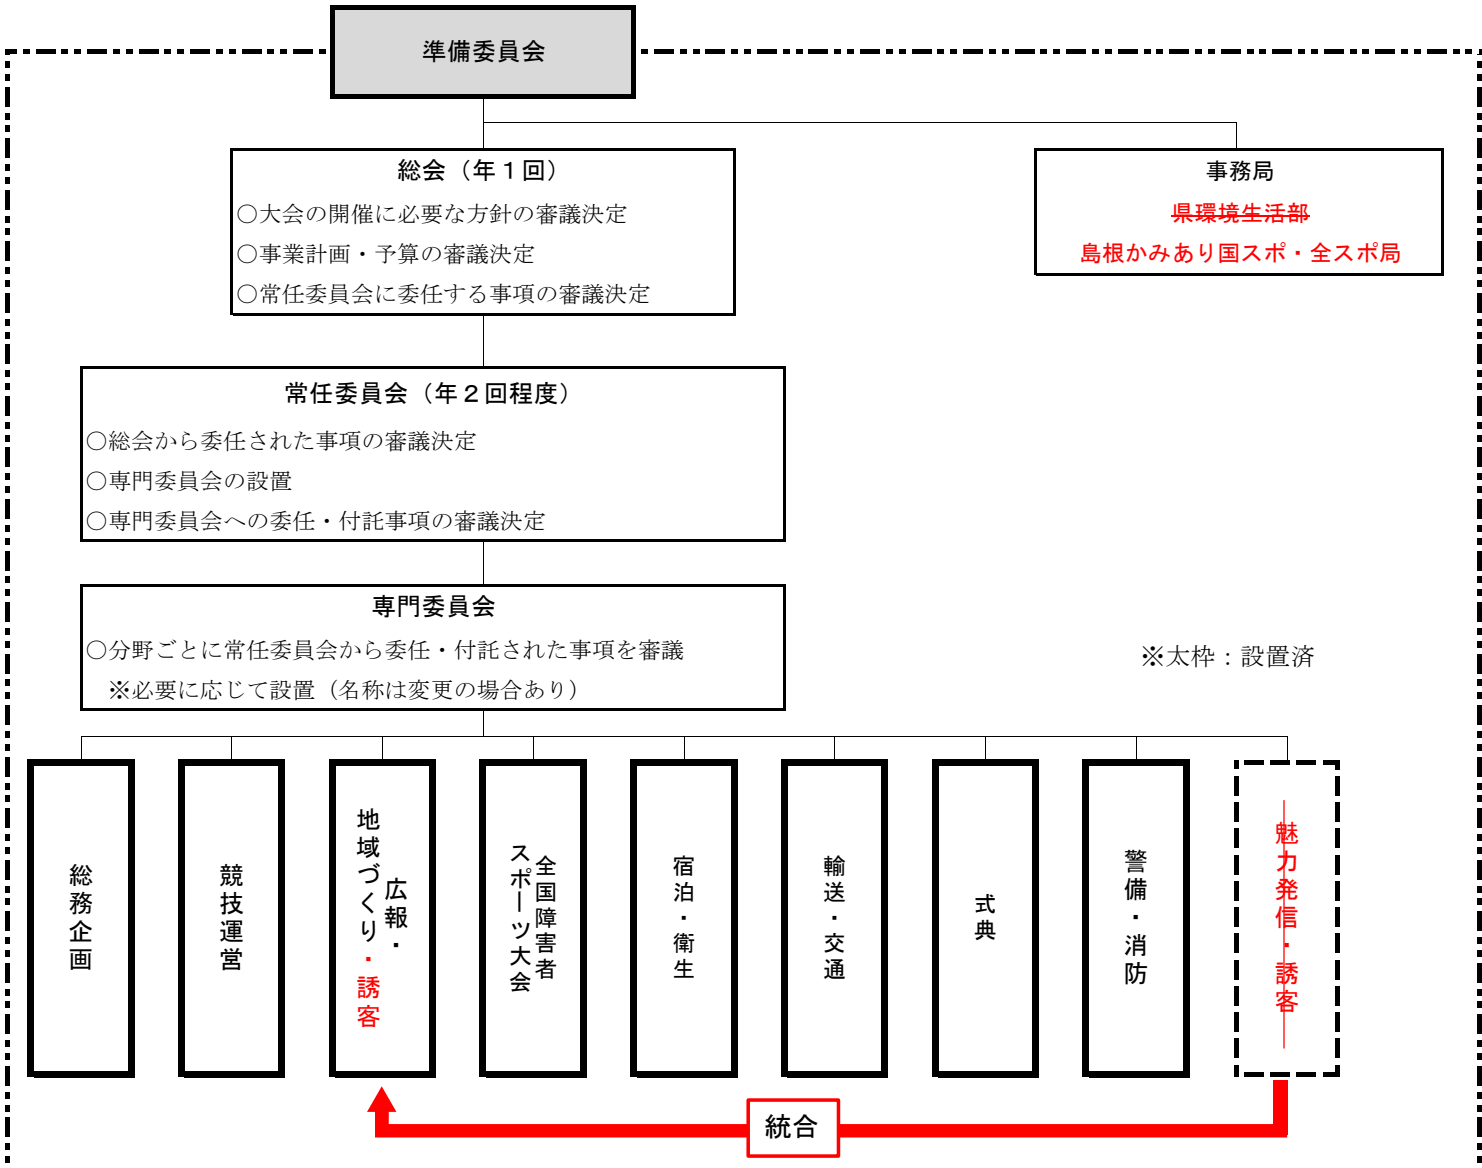 準備委員会
総会（年１回）
○大会の開催に必要な方針の審議決定
○事業計画・予算の審議決定
○常任委員会に委任する事項の審議決定
事務局
県環境生活部
島根かみあり国スポ・全スポ局
常任委員会（年２回程度）
○総会から委任された事項の審議決定
○専門委員会の設置
○専門委員会への委任・付託事項の審議決定
専門委員会
○分野ごとに常任委員会から委任・付託された事項を審議
※必要に応じて設置（名称は変更の場合あり）
※太枠：設置済
総務企画
競技運営
広報・
地域づくり・誘客
全国障害者
スポーツ大会
宿泊・衛生
輸送・交通
式典
警備・消防
魅力発信・誘客
統合